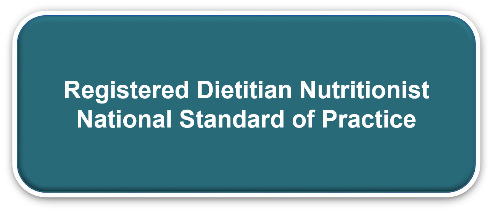 Registered Dietitian Nutritionist
National Standard of Practice